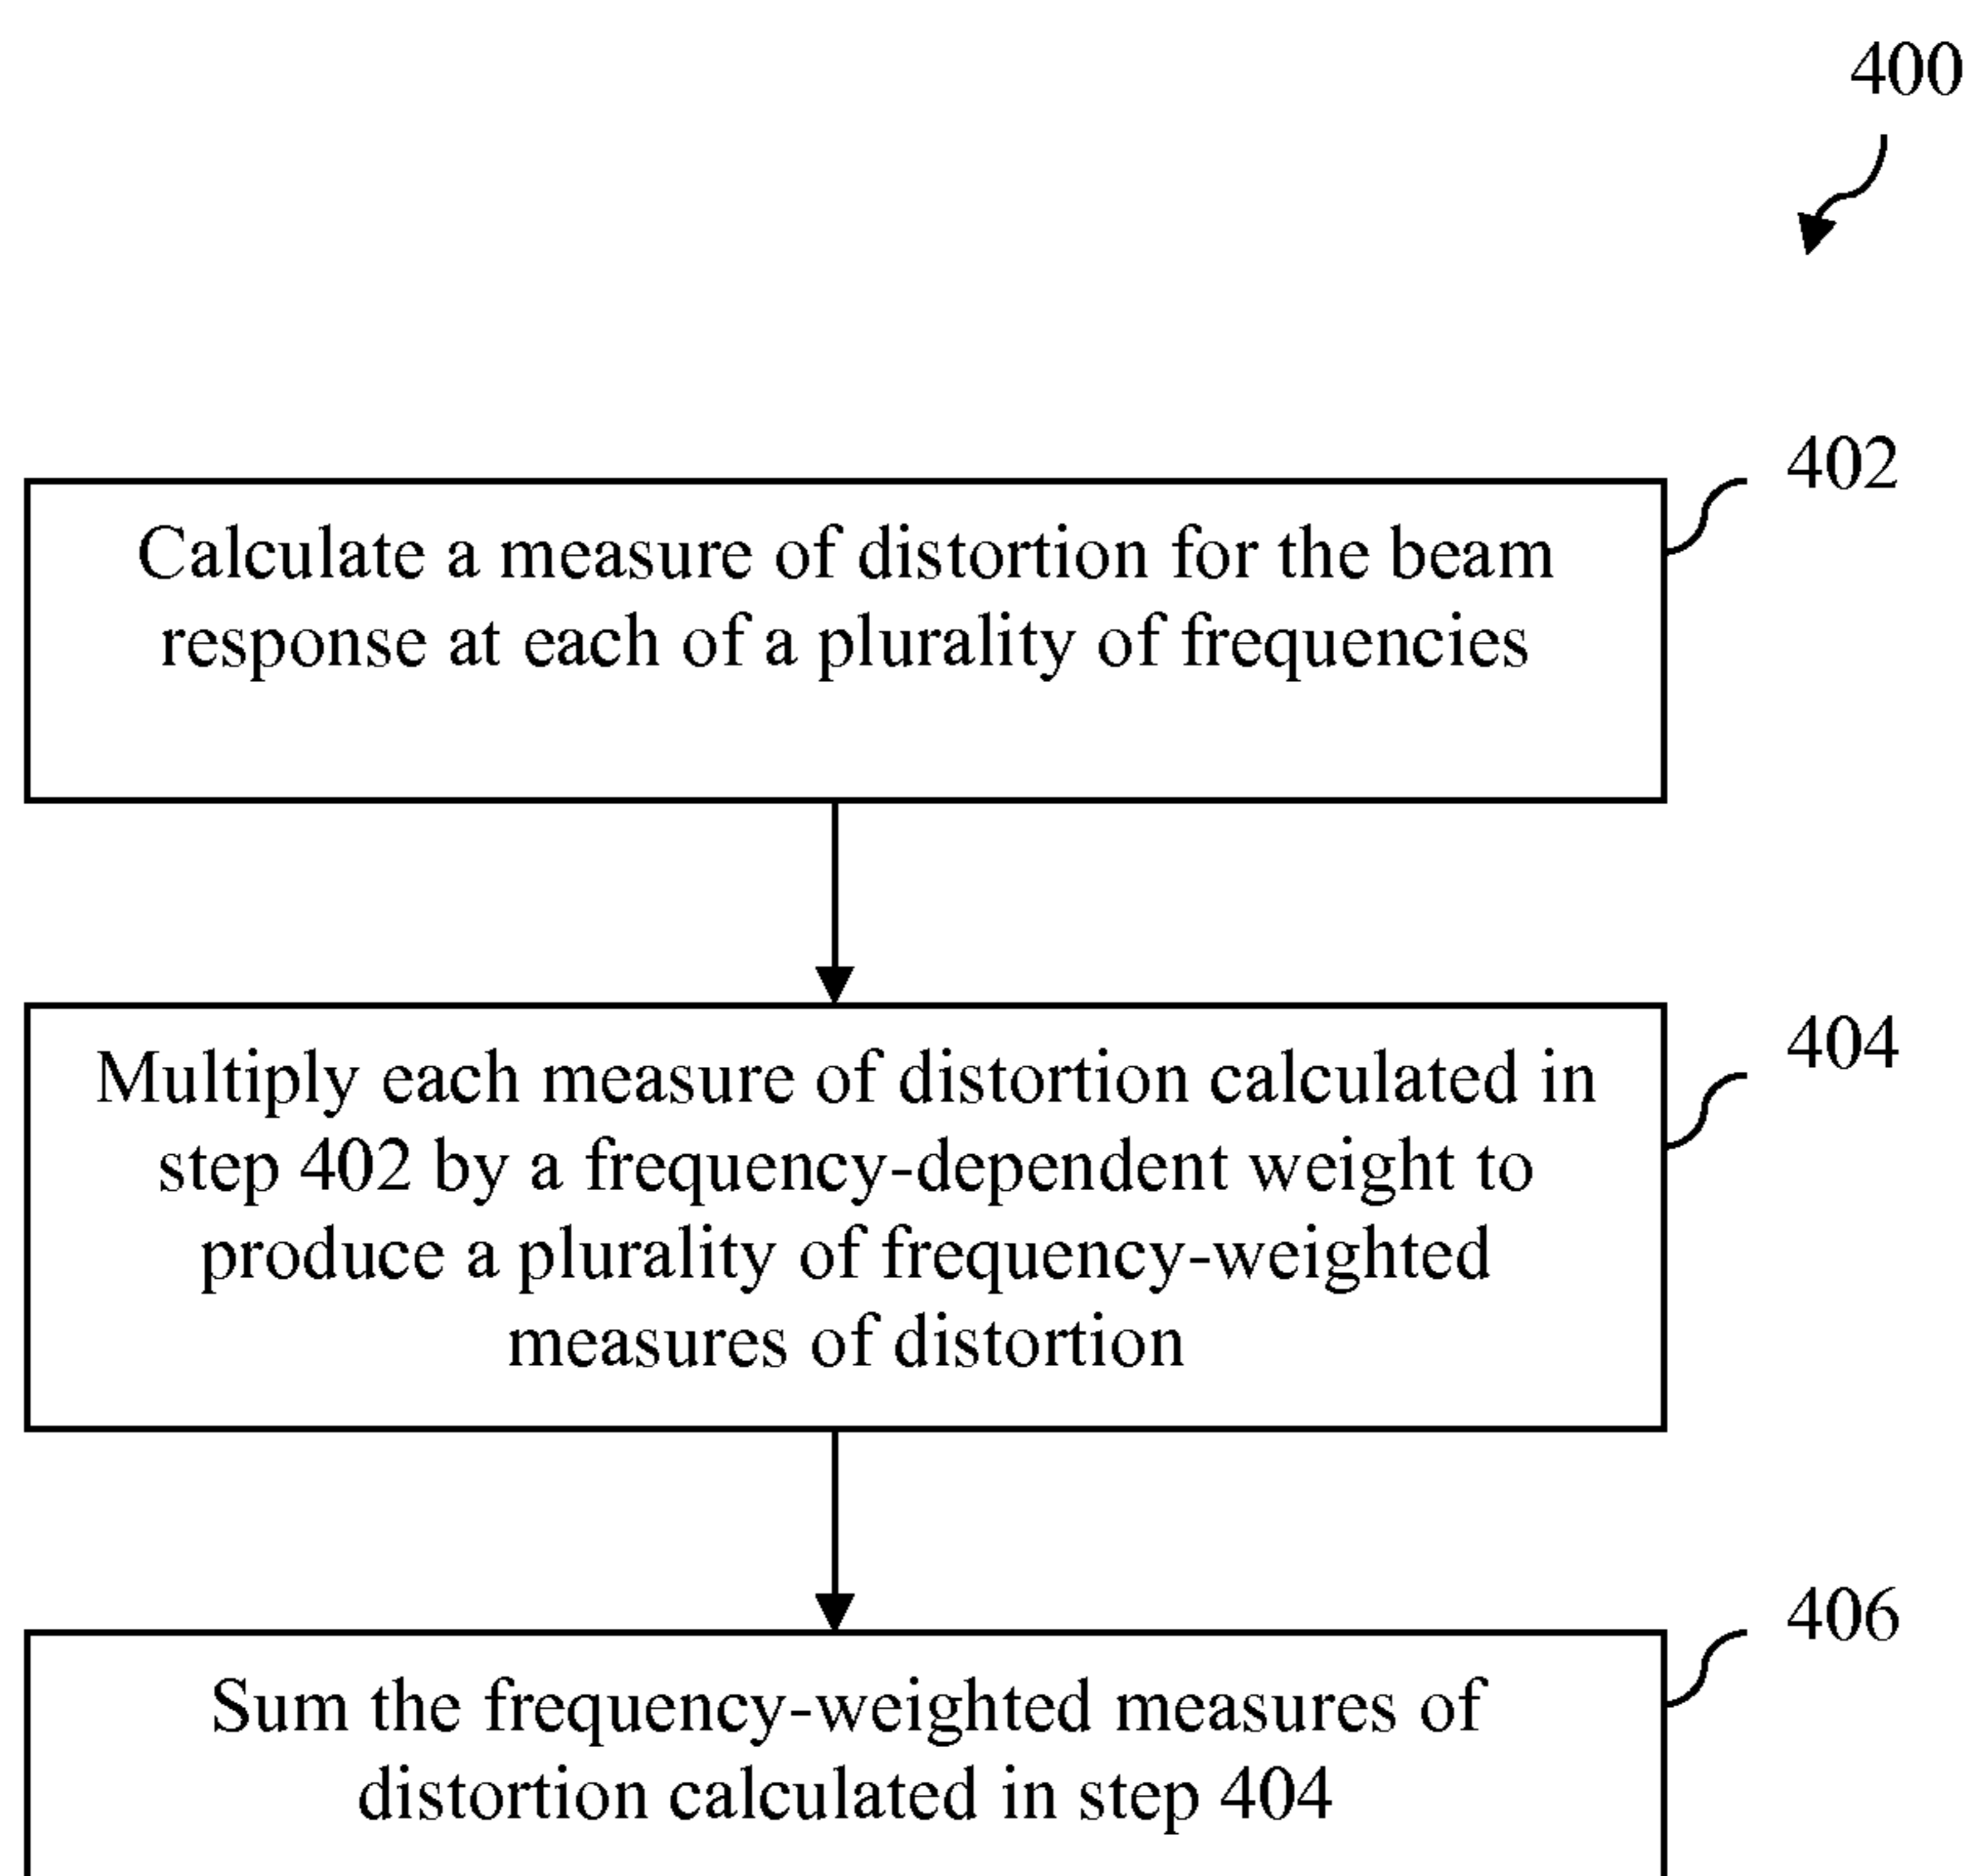 400
402
Calculate a measure of distortion for the beam
response at each of a plurality of frequencies
404
Multiply each measure of distortion calculated in
step 402 by a frequency-dependent weight to
produce a plurality of frequency-weighted
measures of distortion
406
Sum the frequency-weighted measures of
distortion calculated in step 404